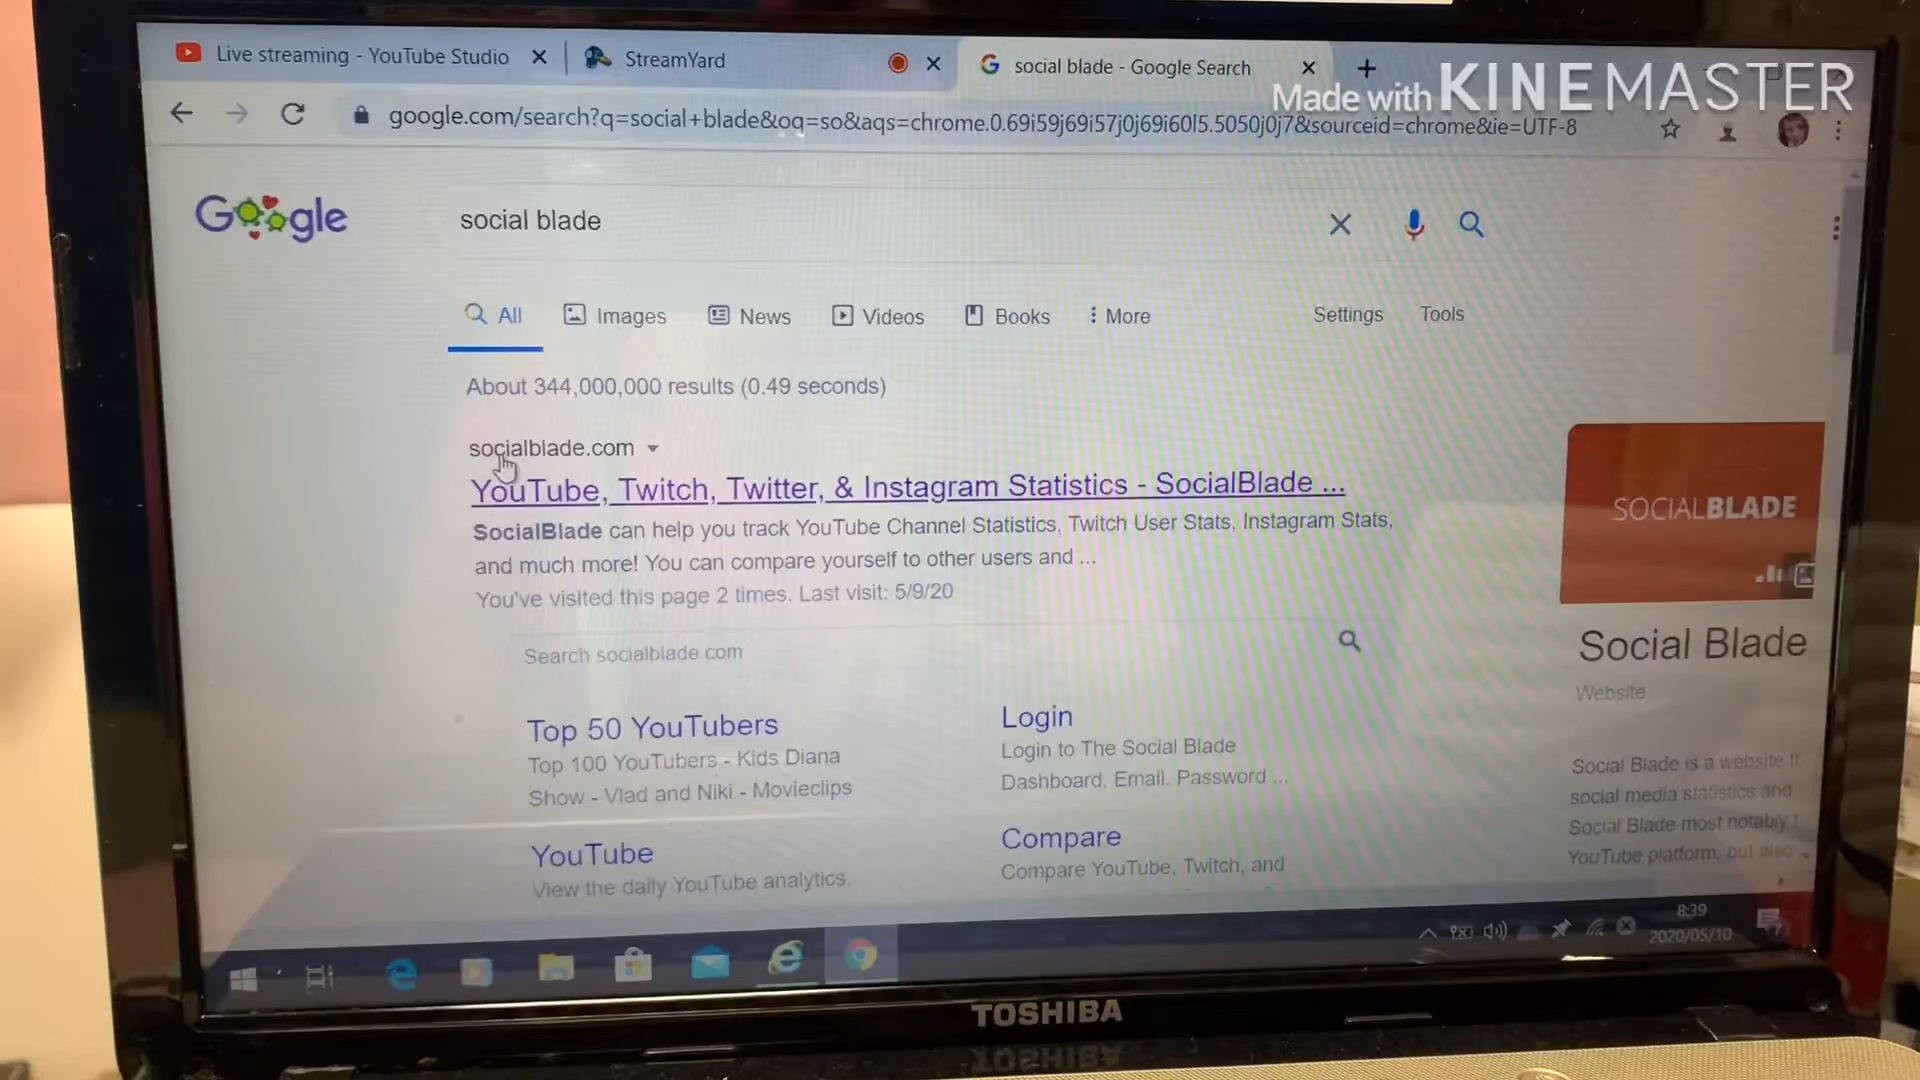 Live streaming - YouTube Studio
StreamYard
social blade - Google Search
Made with KINEMASTER
google.com/search?q=social+blade&oq=so&aqs=chrome.0.69i59j69i57j0j69i60l5.5050j0j7&sourceid=chrome&ie=UTF-8
Google
social blade
All
Images
News
Videos
Books
More
Settings
Tools
About 344,000,000 results (0.49 seconds)
socialblade.com
YouTube, Twitch, Twitter, & Instagram Statistics - SocialBlade ...
SocialBlade can help you track YouTube Channel Statistics, Twitch User Stats, Instagram Stats,
and much more! You can compare yourself to other users and ...
You've visited this page 2 times. Last visit: 5/9/20
SOCIALBLADE
Search socialblade.com
Social Blade
Website
Top 50 YouTubers
Top 100 YouTubers - Kids Diana
Show - Vlad and Niki - Movieclips
Login
Login to The Social Blade
Dashboard. Email. Password ...
Social Blade is a website
social media statistics and
Social Blade most notably
YouTube platform, but also
YouTube
View the daily YouTube analytics,
Compare
Compare YouTube, Twitch, and
8:39
2020/05/10
TOSHIBA